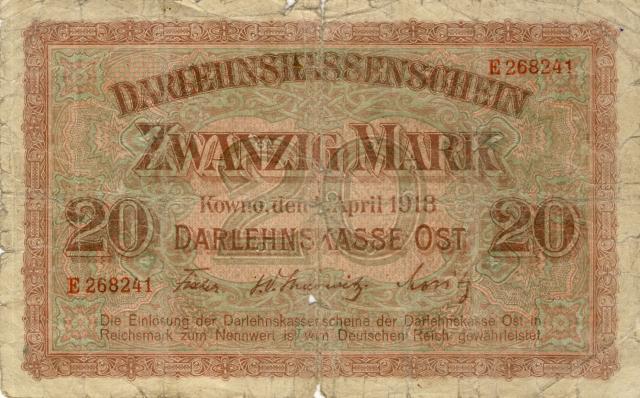 DARLEHNSKASSENSCHEIN
E 268241
ZWANZIG MARK
20
20
20
Kowno, den 4. April 1918
DARLEHNSKASSE OST.
E 268241
Die Einlösung der Darlehnskassenscheine der Darlehnskasse Ost in
Reichsmark zum Nennwert ist vom Deutschen Reich gewährleistet.